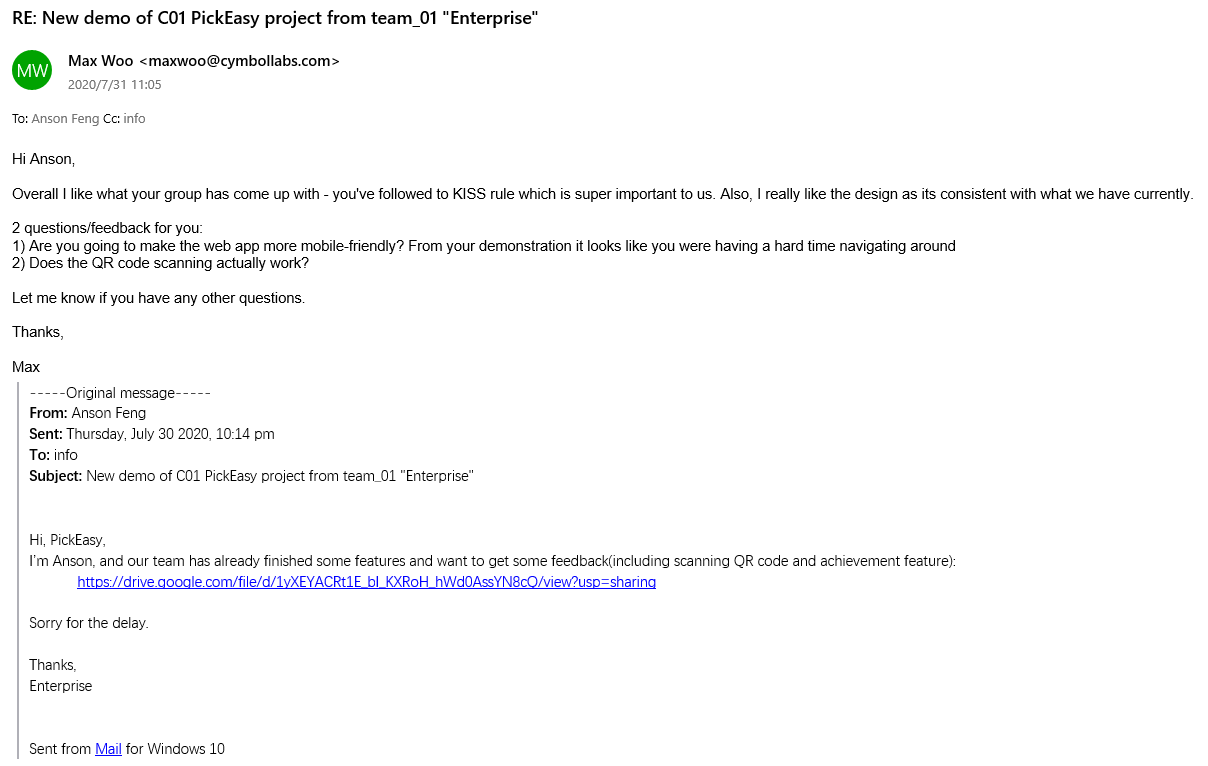 RE: New demo of C01 PickEasy project from team_01 "Enterprise"
MW
Max Woo <maxwoo@cymbollabs.com>
2020/7/31 11:05
To: Anson Feng Cc: info
Hi Anson,
Overall I like what your group has come up with - you've followed to KISS rule which is super important to us. Also, I really like the design as its consistent with what we have currently.
2 questions/feedback for you:
1) Are you going to make the web app more mobile-friendly? From your demonstration it looks like you were having a hard time navigating around
2) Does the QR code scanning actually work?
Let me know if you have any other questions.
Thanks,
Max
-----Original message-----
From: Anson Feng
Sent: Thursday, July 30 2020, 10:14 pm
To: info
Subject: New demo of C01 PickEasy project from team_01 "Enterprise"
Hi, PickEasy,
I'm Anson, and our team has already finished some features and want to get some feedback(including scanning QR code and achievement feature):
https://drive.google.com/file/d/1yXEYACRt1E_bI_KXRoH_hWd0AssYN8cO/view?usp=sharing
Sorry for the delay.
Thanks,
Enterprise
Sent from Mail for Windows 10